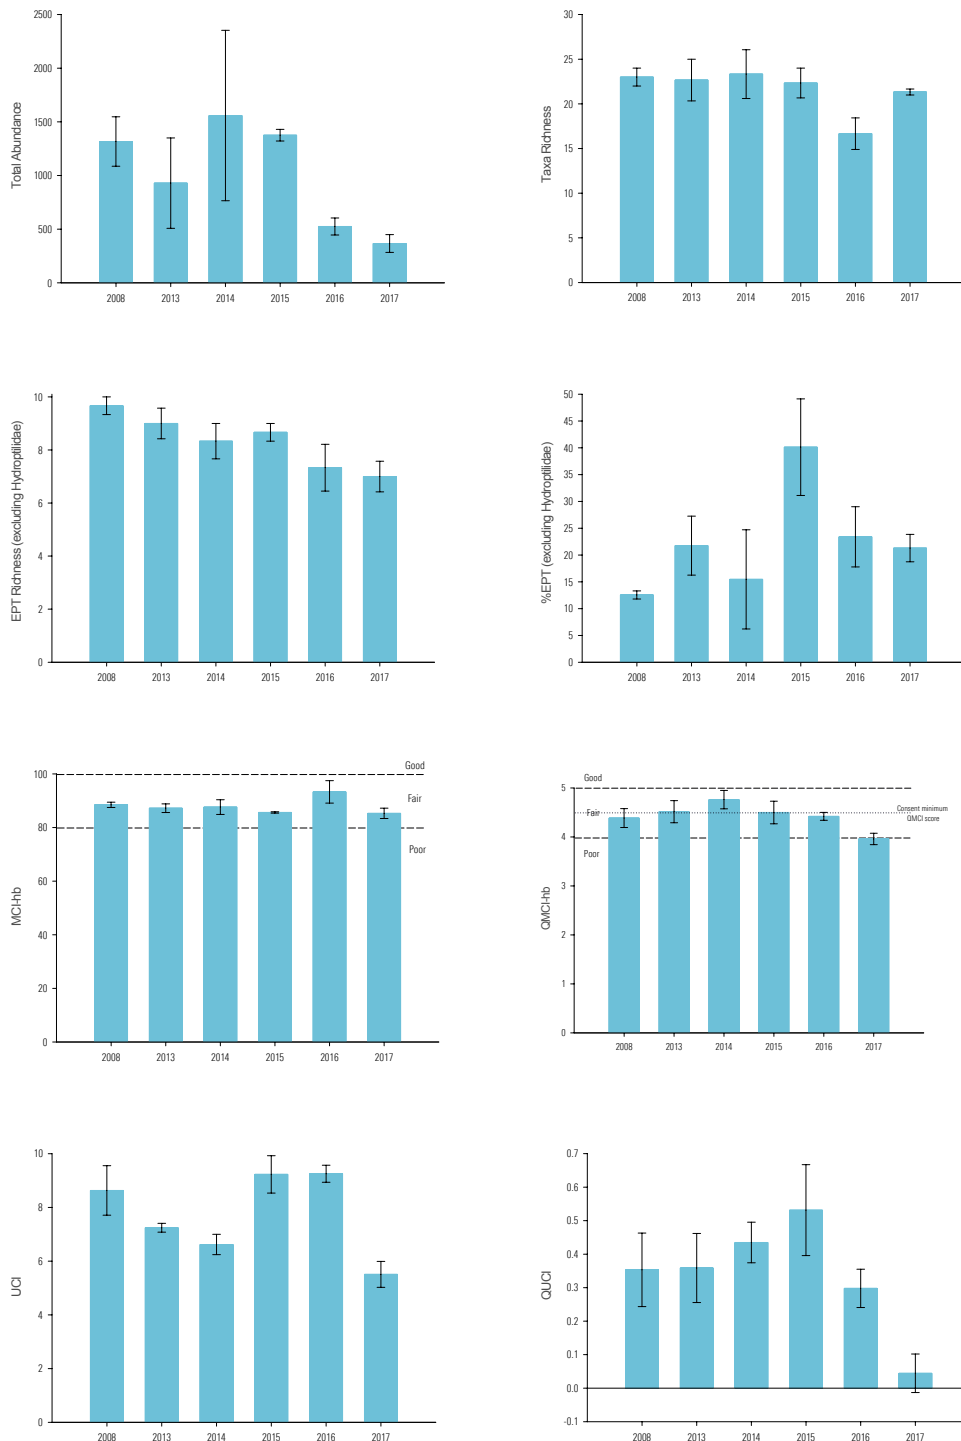 Total Abundance
2500
2000
1500
1000
500
0
2008 2013 2014 2015 2016 2017
Taxa Richness
30
25
20
15
10
5
0
2008 2013 2014 2015 2016 2017
EPT Richness (excluding Hydroptilidae)
10
8
6
4
2
0
2008 2013 2014 2015 2016 2017
%EPT (excluding Hydroptilidae)
50
45
40
35
30
25
20
15
10
5
0
2008 2013 2014 2015 2016 2017
MCI-hb
100
80
60
40
20
0
Good
Fair
Poor
2008 2013 2014 2015 2016 2017
QMCI-hb
5
4
3
2
1
0
Good
Fair
Poor
Consent minimum
QMCI score
2008 2013 2014 2015 2016 2017
UCI
10
8
6
4
2
0
2008 2013 2014 2015 2016 2017
QUCI
0.7
0.6
0.5
0.4
0.3
0.2
0.1
0.0
-0.1
2008 2013 2014 2015 2016 2017